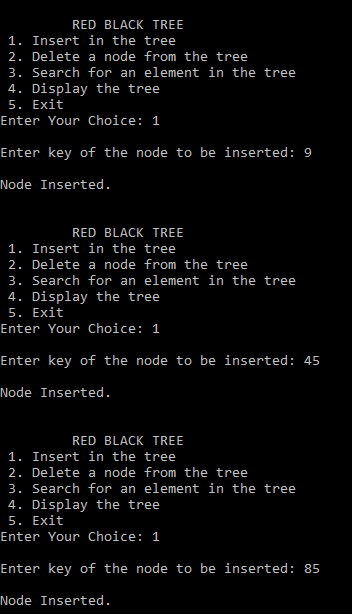 RED BLACK TREE
1. Insert in the tree
2. Delete a node from the tree
3. Search for an element in the tree
4. Display the tree
5. Exit
Enter Your Choice: 1
Enter key of the node to be inserted: 9
Node Inserted.
RED BLACK TREE
1. Insert in the tree
2. Delete a node from the tree
3. Search for an element in the tree
4. Display the tree
5. Exit
Enter Your Choice: 1
Enter key of the node to be inserted: 45
Node Inserted.
RED BLACK TREE
1. Insert in the tree
2. Delete a node from the tree
3. Search for an element in the tree
4. Display the tree
5. Exit
Enter Your Choice: 1
Enter key of the node to be inserted: 85
Node Inserted.